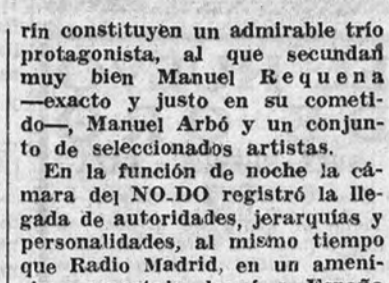 rín constituyen un admirable trío
protagonista, al que secundan
muy bien Manuel Requena
—exacto y justo en su cometi-
do—, Manuel Arbó y un conjun-
to de seleccionados artistas.
En la función de noche la cá-
mara del NO-DO registró la lle-
gada de autoridades, jerarquías y
personalidades, al mismo tiempo
que Radio Madrid, en un ameni-